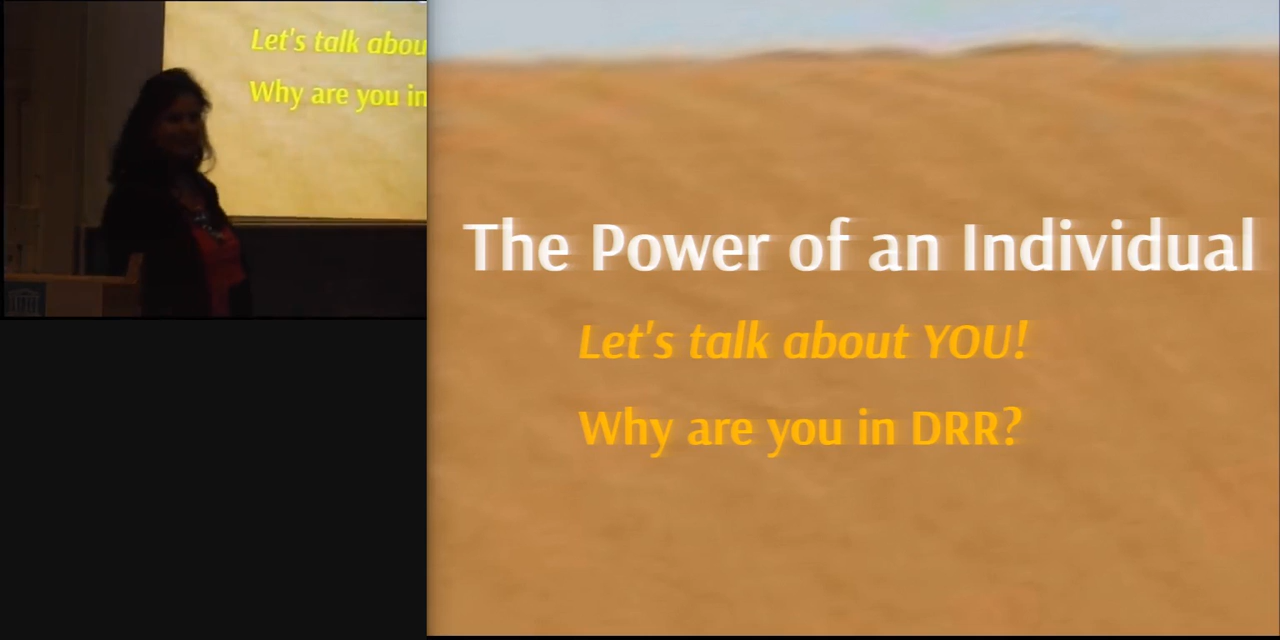 Let's talk abou
Why are you in
The Power of an Individual
Let's talk about YOU!
Why are you in DRR?